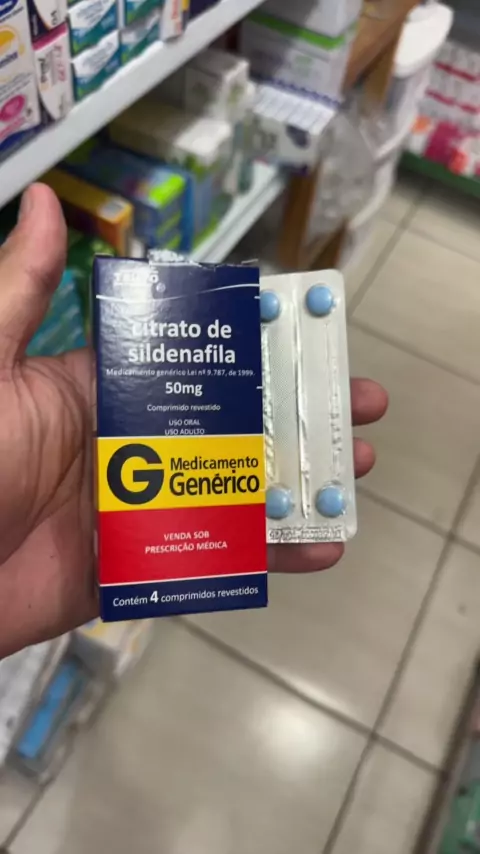 citrato de
sildenafila
Medicamento genérico Lei nº 9.787, de 1999.
50mg
Comprimido revestido
USO ORAL
USO ADULTO
G Medicamento
Genérico
VENDA SOB
PRESCRIÇÃO MÉDICA
Contém 4 comprimidos revestidos